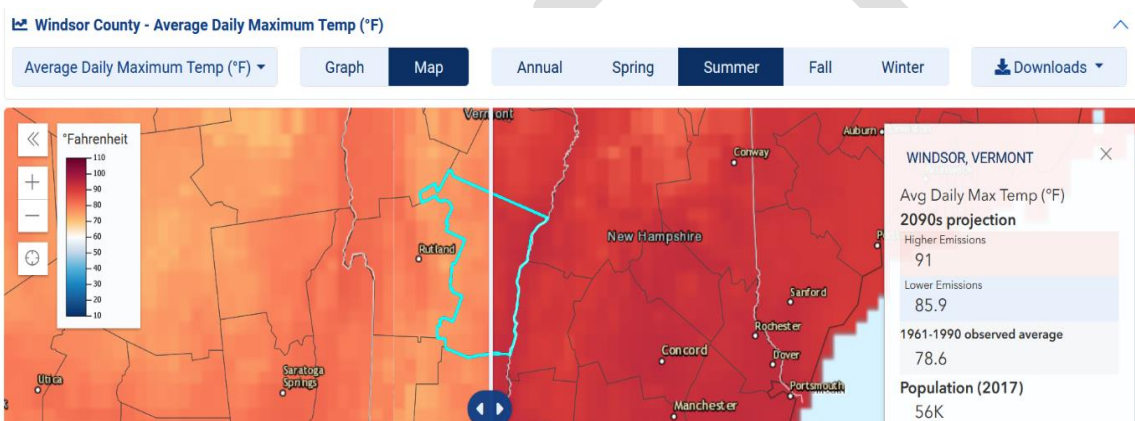 Windsor County - Average Daily Maximum Temp (°F)
Average Daily Maximum Temp (°F)
Graph
Map
Annual
Spring
Summer
Fall
Winter
Downloads
°Fahrenheit
110
100
90
80
70
60
50
40
30
20
10
Vermont
Auburn
Conway
New Hampshire
Rutland
Sanford
Rochester
Concord
Dover
Saratoga
Springs
Utica
Portsmouth
Manchester
WINDSOR, VERMONT
Avg Daily Max Temp (°F)
2090s projection
Higher Emissions
91
Lower Emissions
85.9
1961-1990 observed average
78.6
Population (2017)
56K